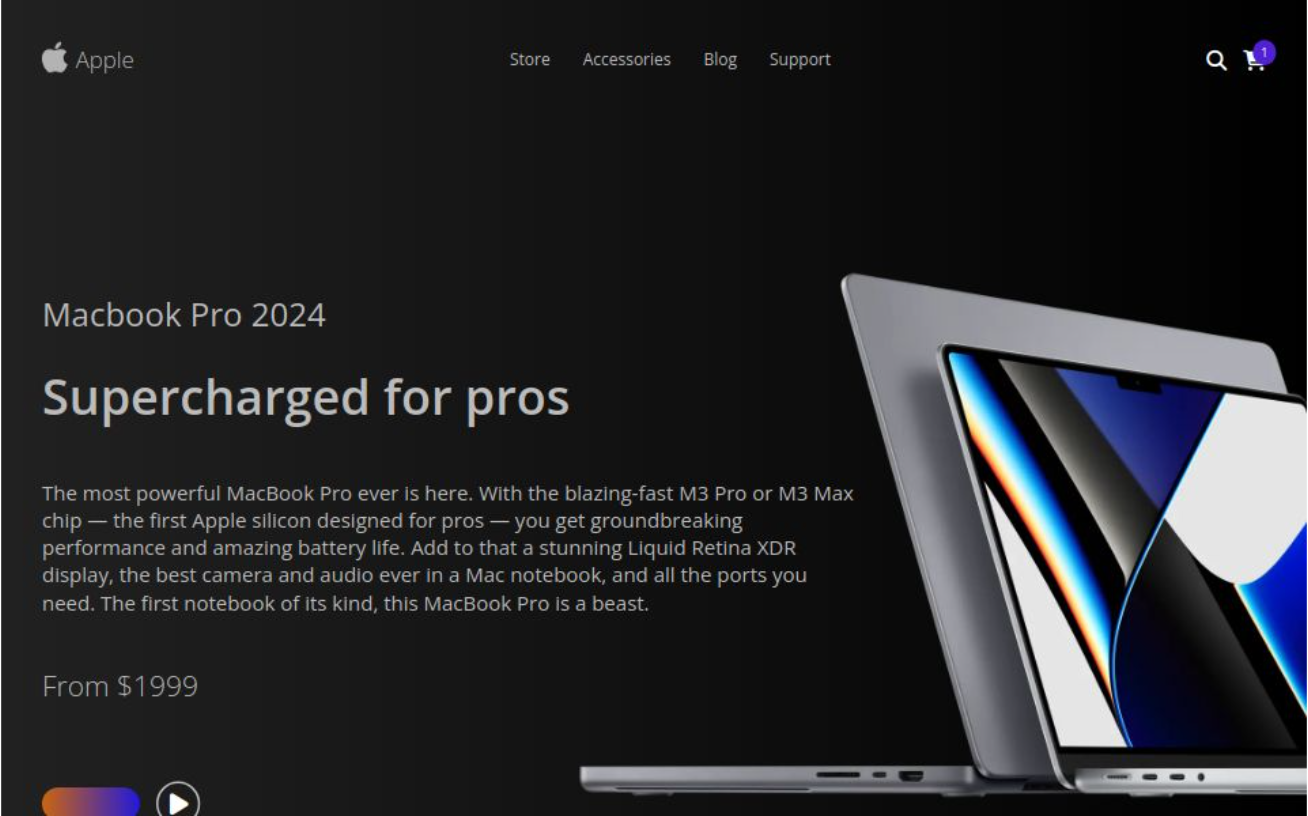 Apple
Store Accessories Blog Support
1
Macbook Pro 2024
Supercharged for pros
The most powerful MacBook Pro ever is here. With the blazing-fast M3 Pro or M3 Max
chip — the first Apple silicon designed for pros — you get groundbreaking
performance and amazing battery life. Add to that a stunning Liquid Retina XDR
display, the best camera and audio ever in a Mac notebook, and all the ports you
need. The first notebook of its kind, this MacBook Pro is a beast.
From $1999